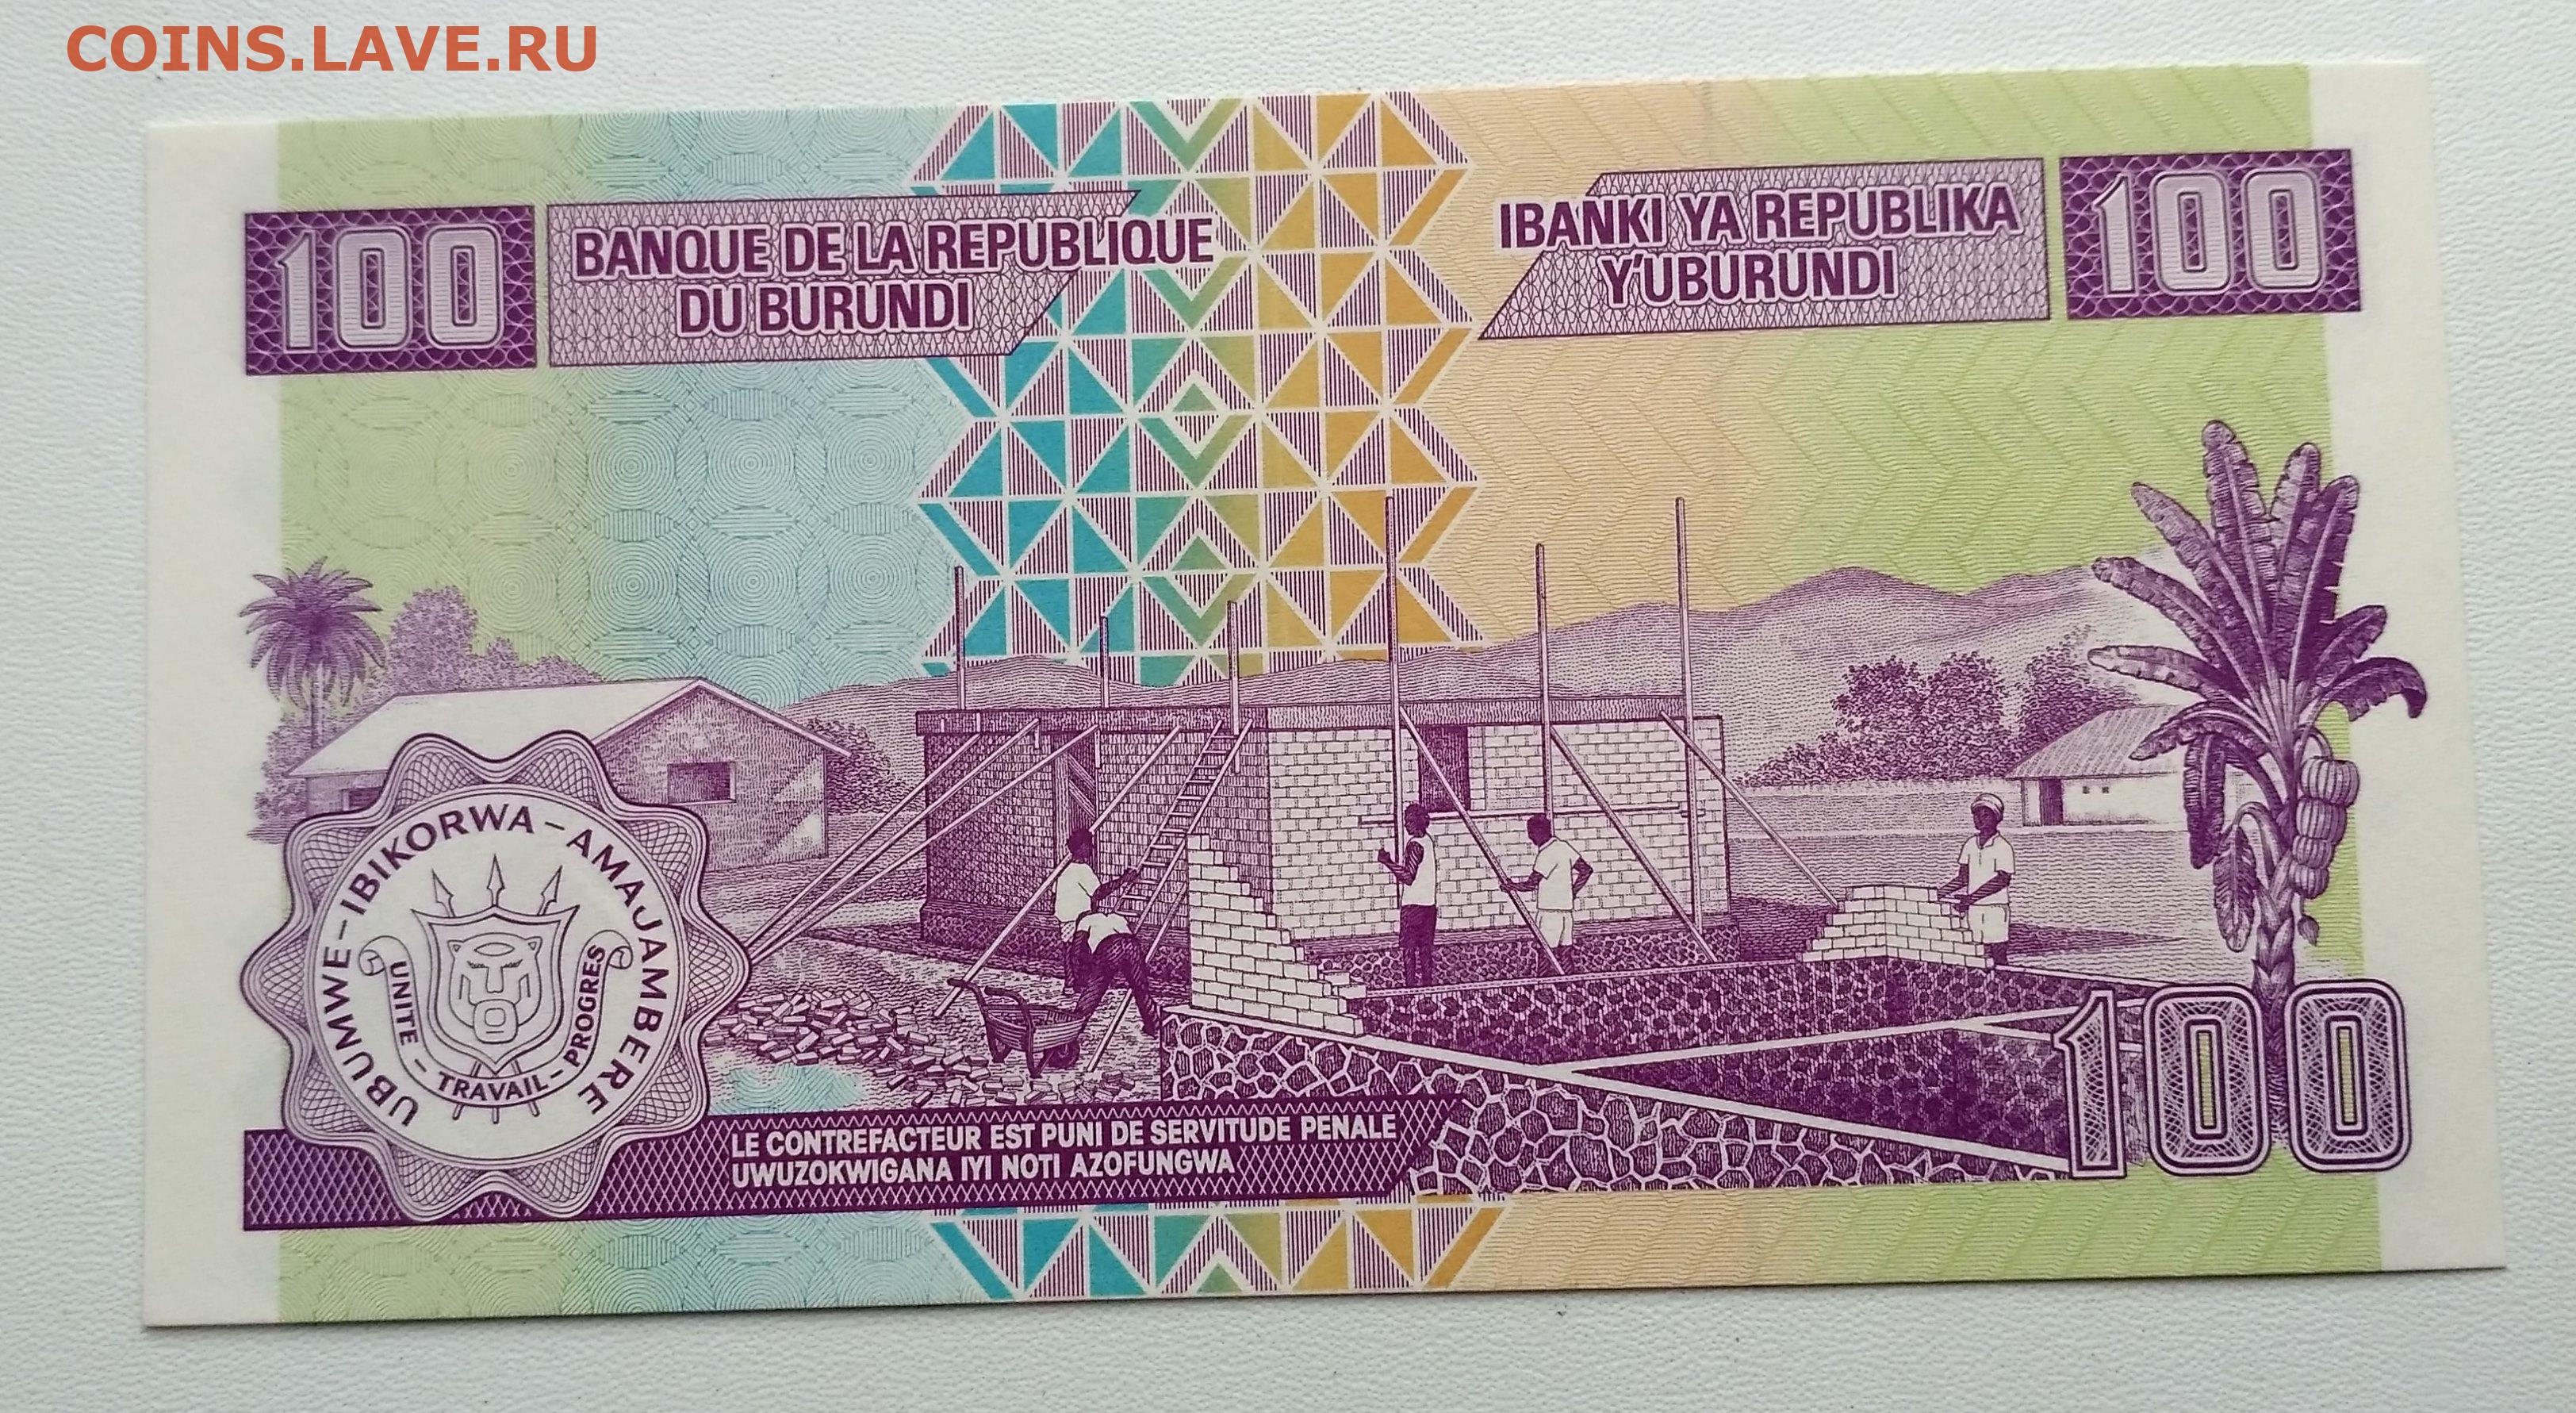 COINS.LAVE.RU
100
BANQUE DE LA REPUBLIQUE
DU BURUNDI
IBANKI YA REPUBLIKA
Y'UBURUNDI
100
UBUMWE - IBIKORWA - AMAJAMBERE
UNITE - TRAVAIL - PROGRES
LE CONTREFACTEUR EST PUNI DE SERVITUDE PENALE
UWUZOKWIGANA IYI NOTI AZOFUNGWA
100